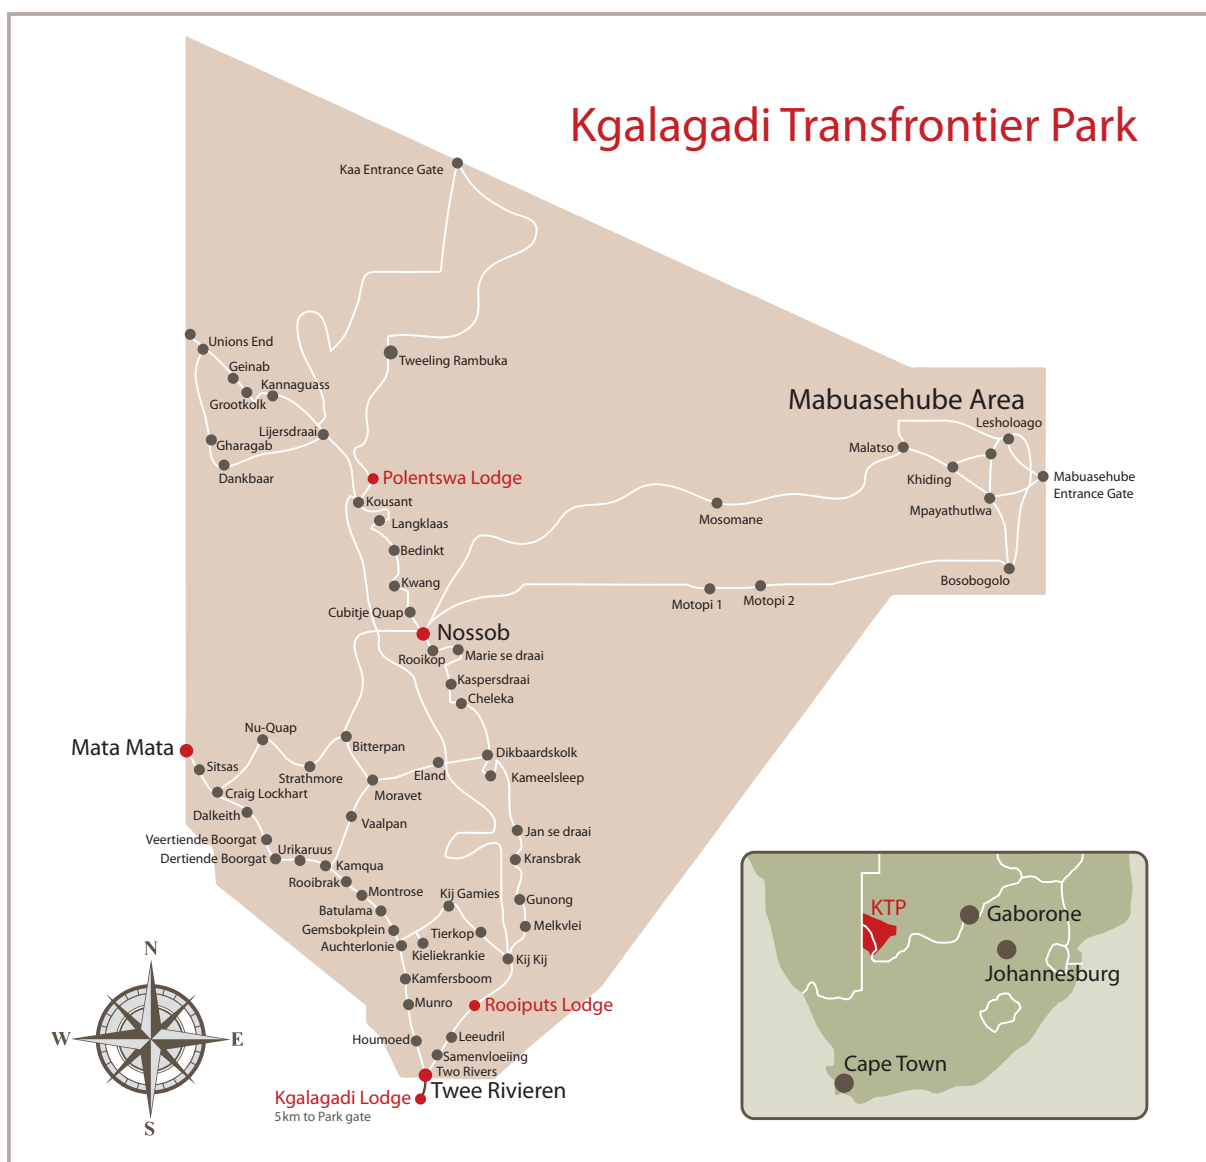 Kgalagadi Transfrontier Park
Kaa Entrance Gate
Unions End
Tweeling Rambuka
Geinab
Kannaguass
Grootkolk
Mabuasehube Area
Lesholoago
Lijersdraai
Gharagab
Malatso
Dankbaar
Polentswa Lodge
Khiding
Mabuasehube
Entrance Gate
Kousant
Mpayathutlwa
Langklaas
Mosomane
Bedinkt
Kwang
Bosobogolo
Motopi 1
Motopi 2
Cubitje Quap
Nossob
Rooikop
Marie se draai
Kaspersdraai
Cheleka
Nu-Quap
Mata Mata
Bitterpan
Dikbaardskolk
Sitsas
Strathmore
Eland
Kameelsleep
Craig Lockhart
Moravet
Dalkeith
Vaalpan
Jan se draai
Veertiende Boorgat
Urikaruus
Dertiende Boorgat
Kamqua
Kransbrak
Rooibrak
Montrose
Kij Gamies
Gunong
Batulama
Gemsbokplein
Tierkop
Melkvlei
Auchterlonie
Kieliekrankie
Kij Kij
Kamfersboom
Munro
Rooiputs Lodge
Houmoed
Leeudril
Samenvloeiing
Two Rivers
Twee Rivieren
Kgalagadi Lodge
5km to Park gate
N
W
E
S
KTP
Gaborone
Johannesburg
Cape Town